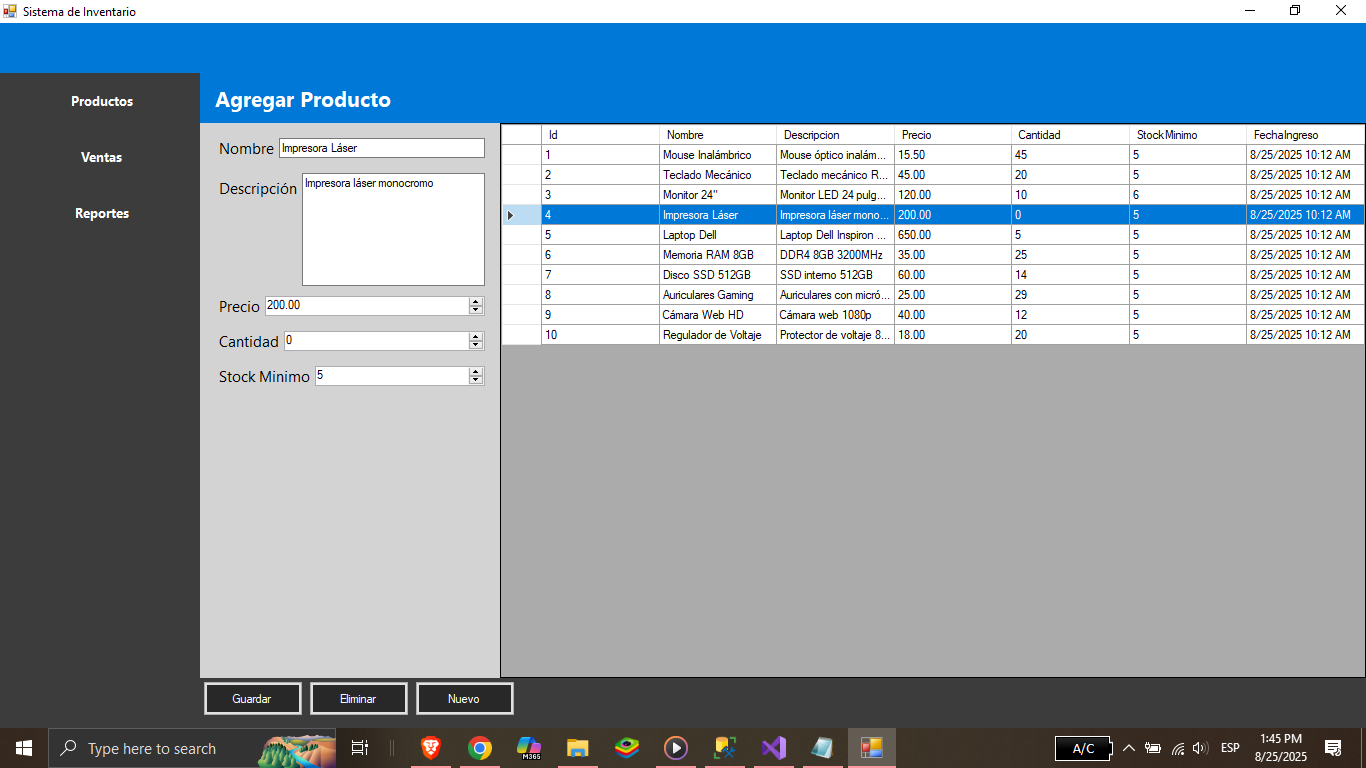 Sistema de Inventario
Productos
Ventas
Reportes
Agregar Producto
Nombre Impresora Láser
Descripción Impresora láser monocromo
Precio 200.00
Cantidad 0
Stock Minimo 5
Id Nombre Descripcion Precio Cantidad StockMinimo FechaIngreso
1 Mouse Inalámbrico Mouse óptico inalám... 15.50 45 5 8/25/2025 10:12 AM
2 Teclado Mecánico Teclado mecánico R... 45.00 20 5 8/25/2025 10:12 AM
3 Monitor 24" Monitor LED 24 pulg... 120.00 10 6 8/25/2025 10:12 AM
4 Impresora Láser Impresora láser mono... 200.00 0 5 8/25/2025 10:12 AM
5 Laptop Dell Laptop Dell Inspiron ... 650.00 5 5 8/25/2025 10:12 AM
6 Memoria RAM 8GB DDR4 8GB 3200MHz 35.00 25 5 8/25/2025 10:12 AM
7 Disco SSD 512GB SSD interno 512GB 60.00 14 5 8/25/2025 10:12 AM
8 Auriculares Gaming Auriculares con micró... 25.00 29 5 8/25/2025 10:12 AM
9 Cámara Web HD Cámara web 1080p 40.00 12 5 8/25/2025 10:12 AM
10 Regulador de Voltaje Protector de voltaje 8... 18.00 20 5 8/25/2025 10:12 AM
Guardar Eliminar Nuevo
Type here to search
M365
A/C
ESP
1:45 PM
8/25/2025